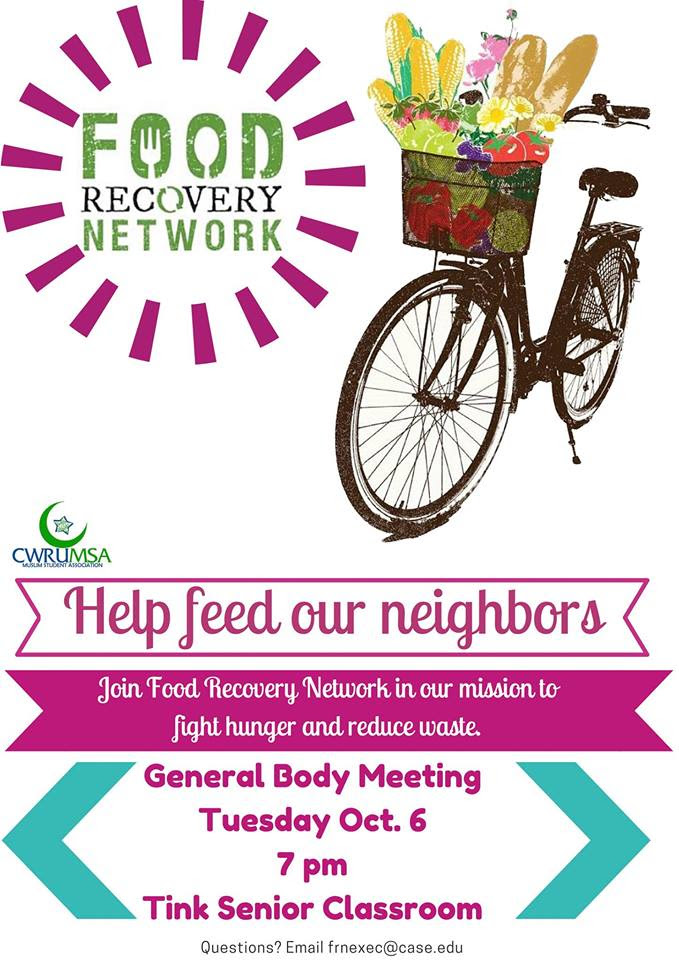 FOOD
RECOVERY
NETWORK
CWRUMSA
MUSLIM STUDENT ASSOCIATION
Help feed our neighbors
Join Food Recovery Network in our mission to
fight hunger and reduce waste.
General Body Meeting
Tuesday Oct. 6
7 pm
Tink Senior Classroom
Questions? Email frnexec@case.edu